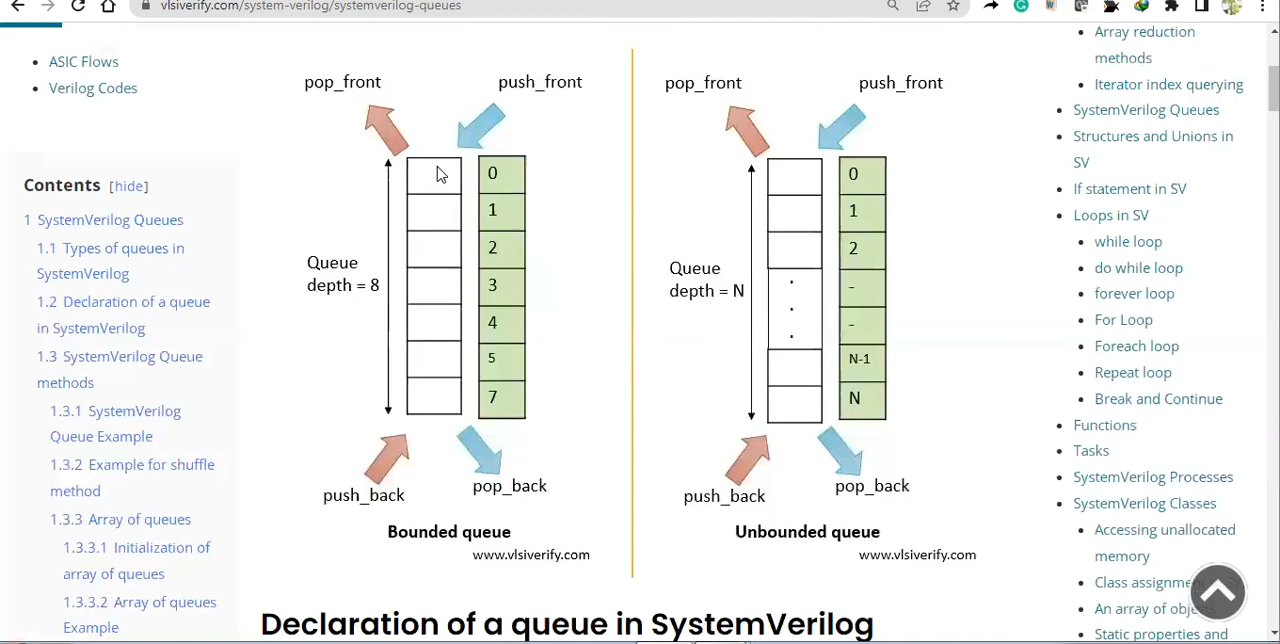 vlsiverify.com/system-verilog/systemverilog-queues
ASIC Flows
Verilog Codes
Contents [hide]
1 SystemVerilog Queues
1.1 Types of queues in
SystemVerilog
1.2 Declaration of a queue
in SystemVerilog
1.3 SystemVerilog Queue
methods
1.3.1 SystemVerilog
Queue Example
1.3.2 Example for shuffle
method
1.3.3 Array of queues
1.3.3.1 Initialization of
array of queues
1.3.3.2 Array of queues
Example
pop_front
push_front
0
1
2
3
4
5
7
Queue
depth = 8
push_back
pop_back
Bounded queue
www.vlsiverify.com
pop_front
push_front
0
1
2
-
-
N-1
N
Queue
depth = N
push_back
pop_back
Unbounded queue
www.vlsiverify.com
Declaration of a queue in SystemVerilog
Array reduction
methods
Iterator index querying
SystemVerilog Queues
Structures and Unions in
SV
If statement in SV
Loops in SV
while loop
do while loop
forever loop
For Loop
Foreach loop
Repeat loop
Break and Continue
Functions
Tasks
SystemVerilog Processes
SystemVerilog Classes
Accessing unallocated
memory
Class
An array of
Static properties and